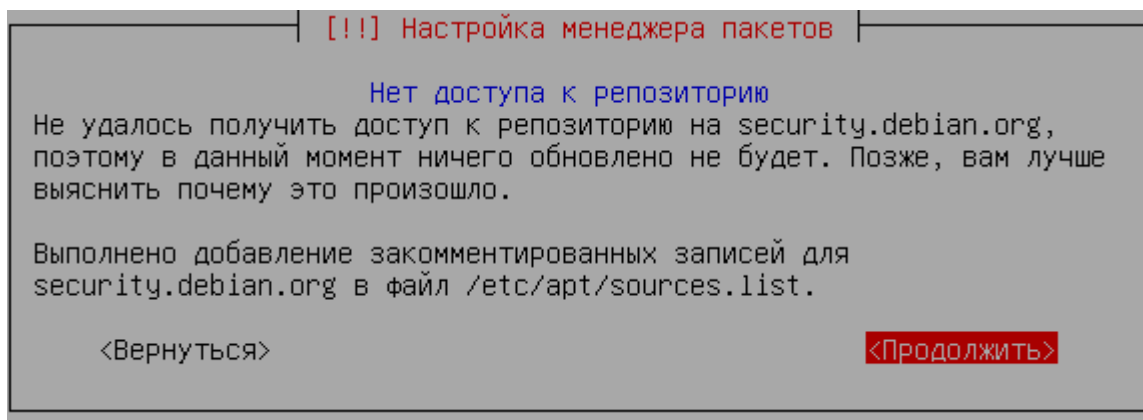 [!!] Настройка менеджера пакетов
Нет доступа к репозиторию
Не удалось получить доступ к репозиторию на security.debian.org,
поэтому в данный момент ничего обновлено не будет. Позже, вам лучше
выяснить почему это произошло.
Выполнено добавление закомментированных записей для
security.debian.org в файл /etc/apt/sources.list.
<Вернуться> <Продолжить>